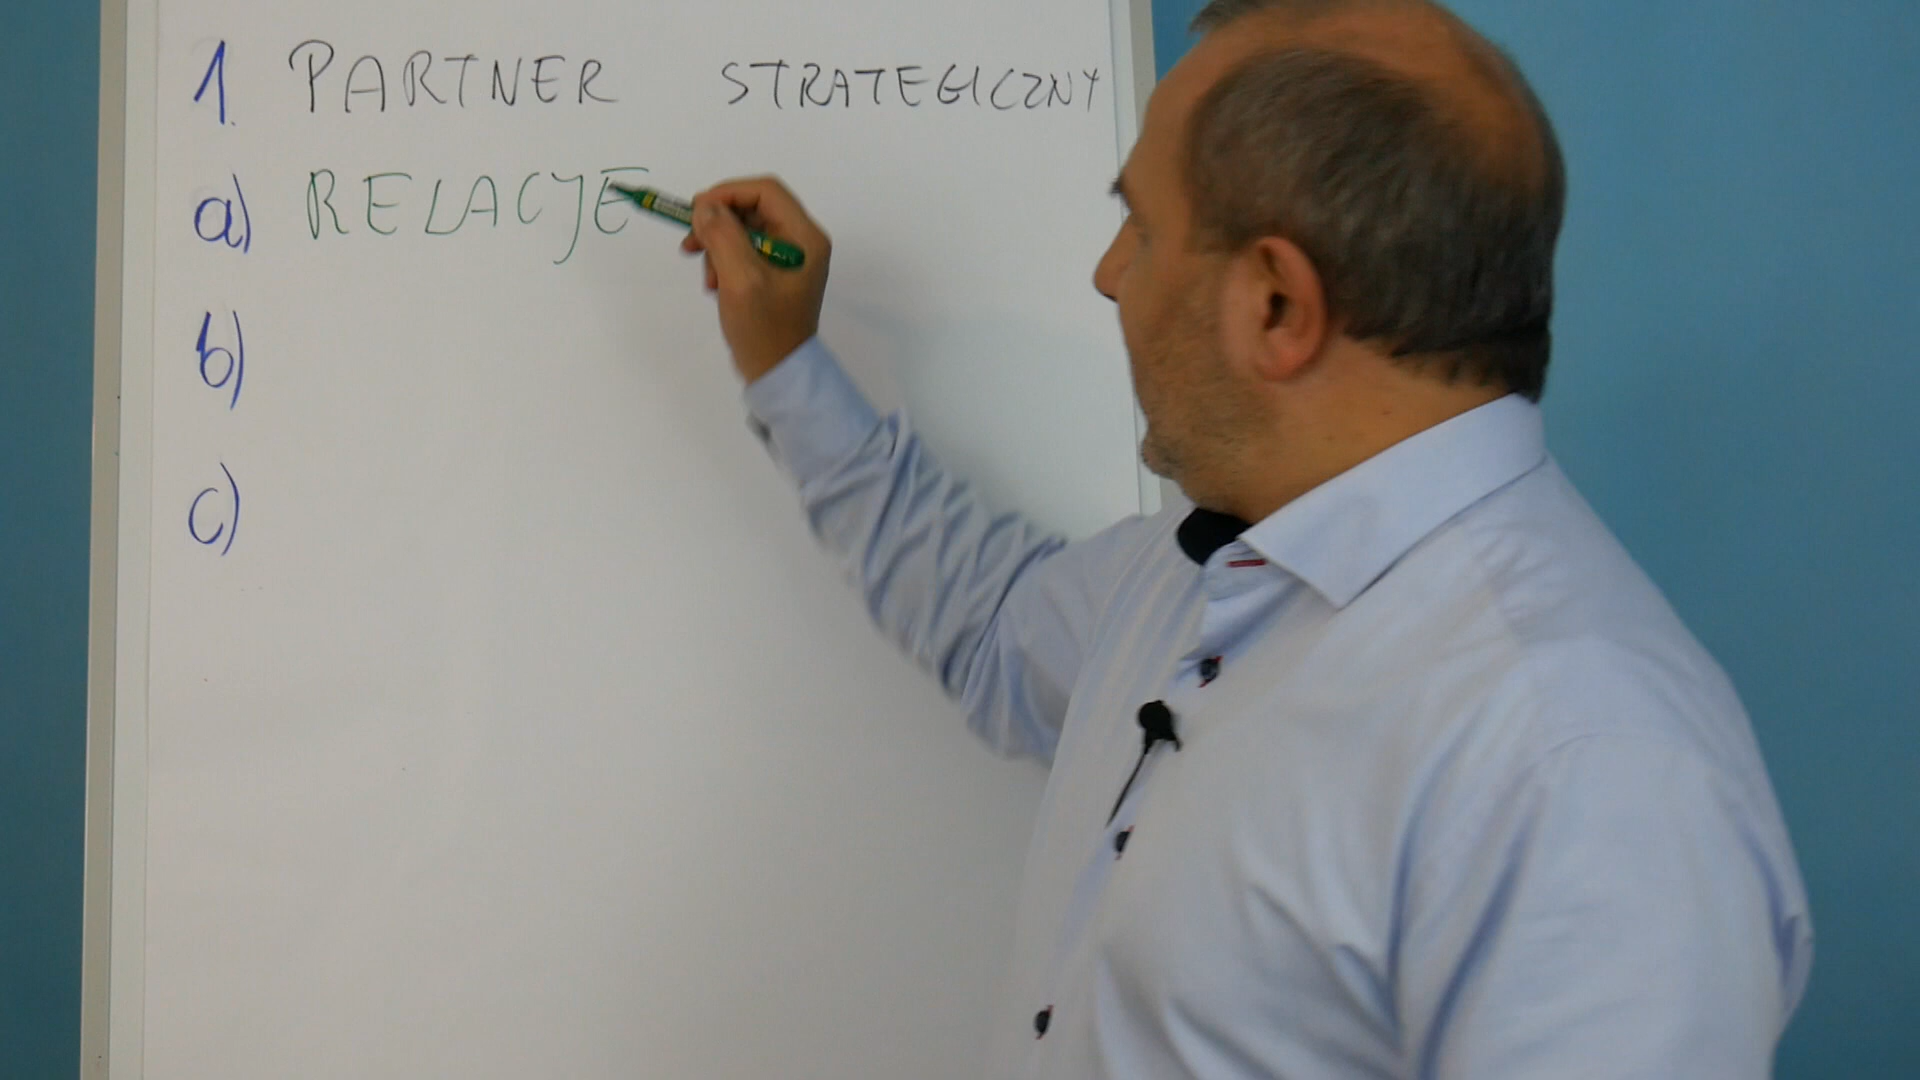 1. PARTNER STRATEGICZNY
a) RELACJE
b)
c)